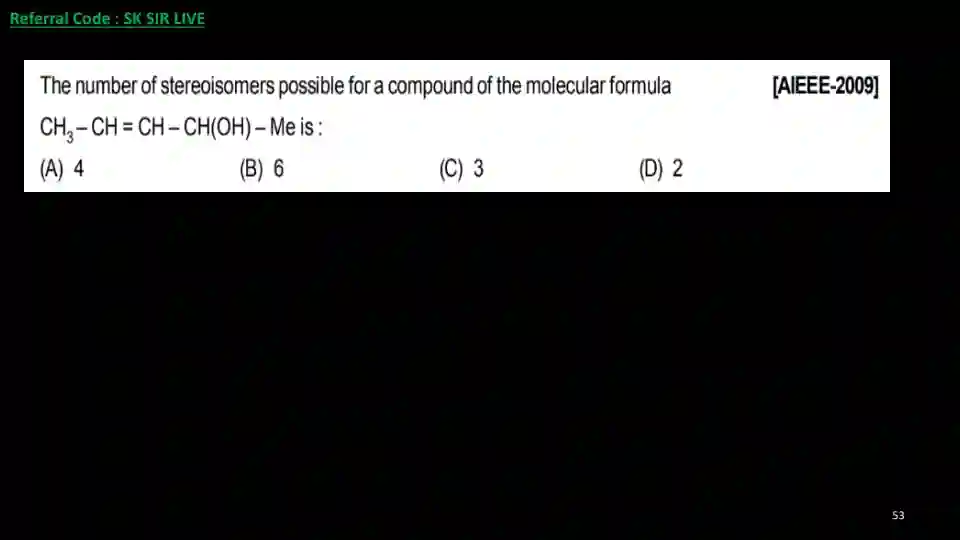 Referral Code : SK SIR LIVE
The number of stereoisomers possible for a compound of the molecular formula [AIEEE-2009]
CH₃ – CH = CH – CH(OH) – Me is :
(A) 4 (B) 6 (C) 3 (D) 2
53